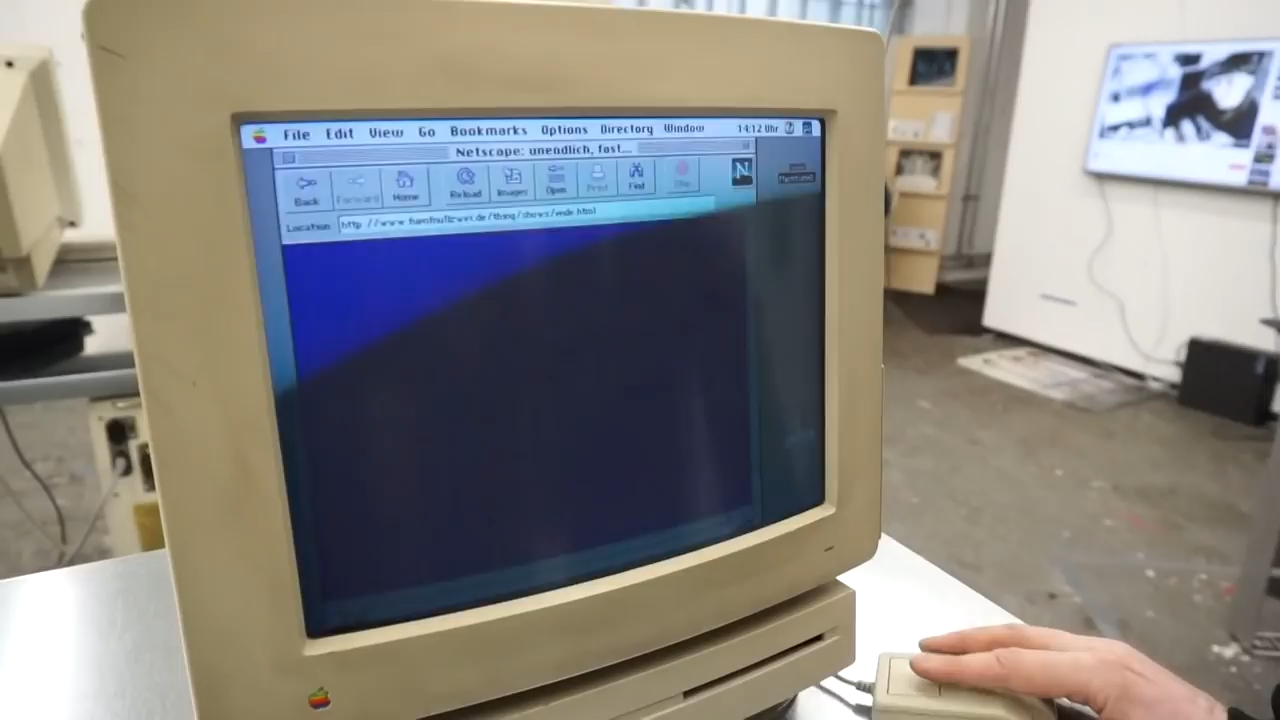 File Edit View Go Bookmarks Options Directory Window 14:12 Uhr
Netscape: unendlich, fast...
Back Forward Home Reload Images Open Print Find Stop
N
Location: